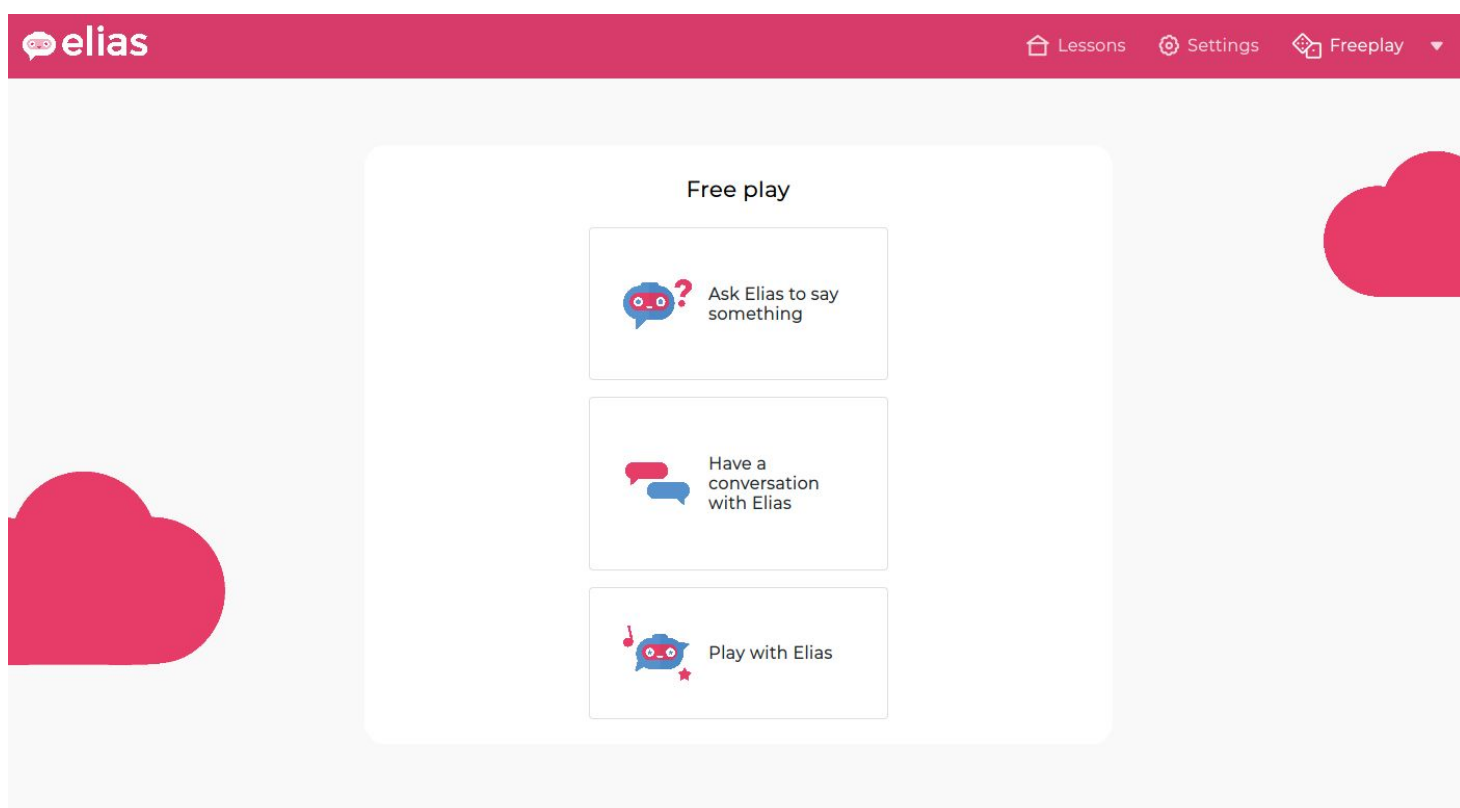 elias
Lessons
Settings
Freeplay
Free play
Ask Elias to say
something
Have a
conversation
with Elias
Play with Elias